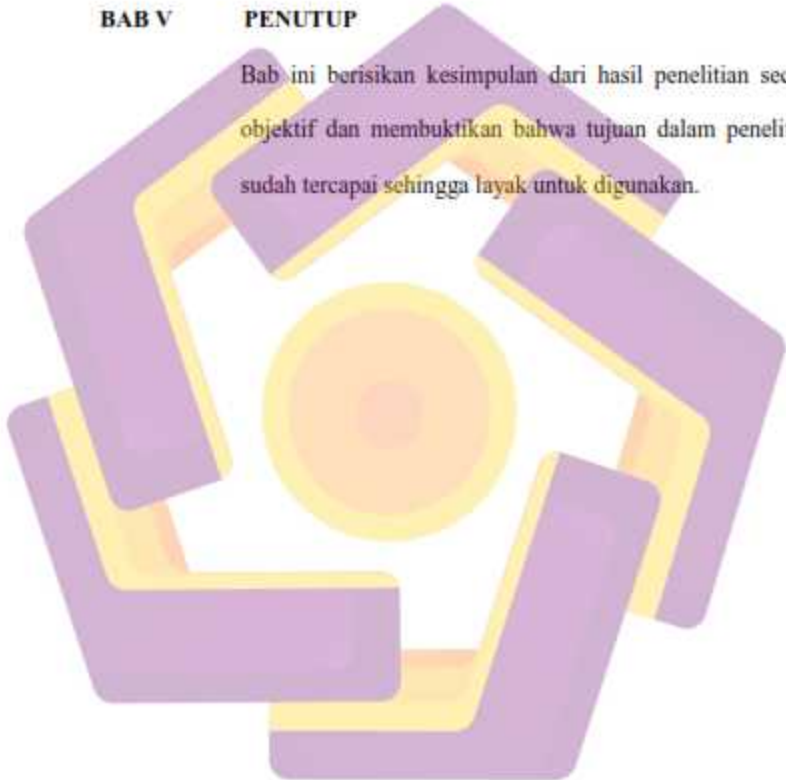 BAB V PENUTUP
Bab ini berisikan kesimpulan dari hasil penelitian
objektif dan membuktikan bahwa tujuan dalam
sudah tercapai sehingga layak untuk digunakan.